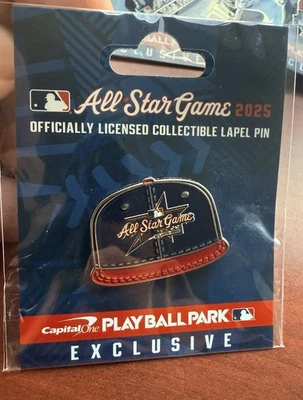 All Star Game 2025
OFFICIALLY LICENSED COLLECTIBLE LAPEL PIN
All Star Game
Capital One PLAY BALL PARK
EXCLUSIVE